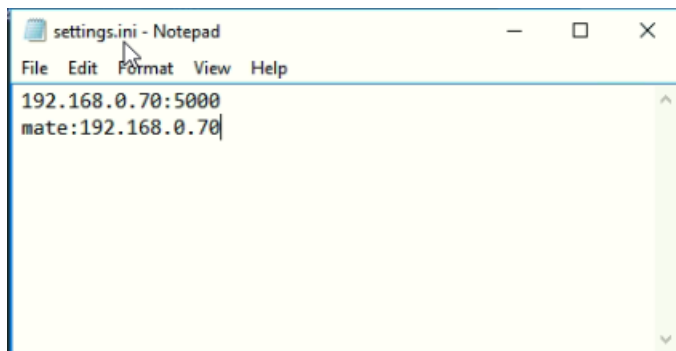 settings.ini - Notepad
File Edit Format View Help
192.168.0.70:5000
mate:192.168.0.70